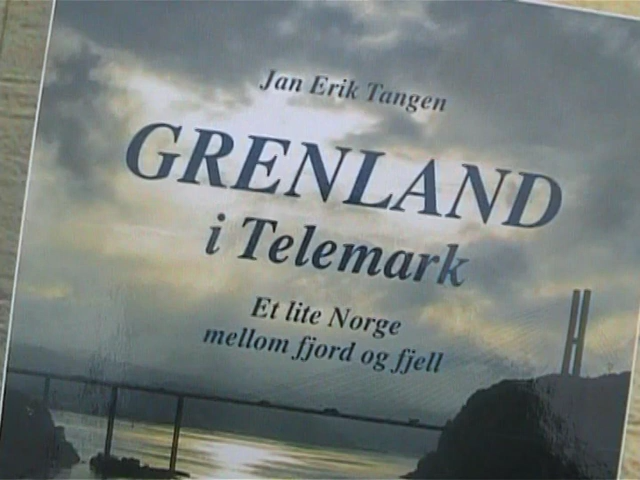 Jan Erik Tangen
GRENLAND
i Telemark
Et lite Norge
mellom fjord og fjell